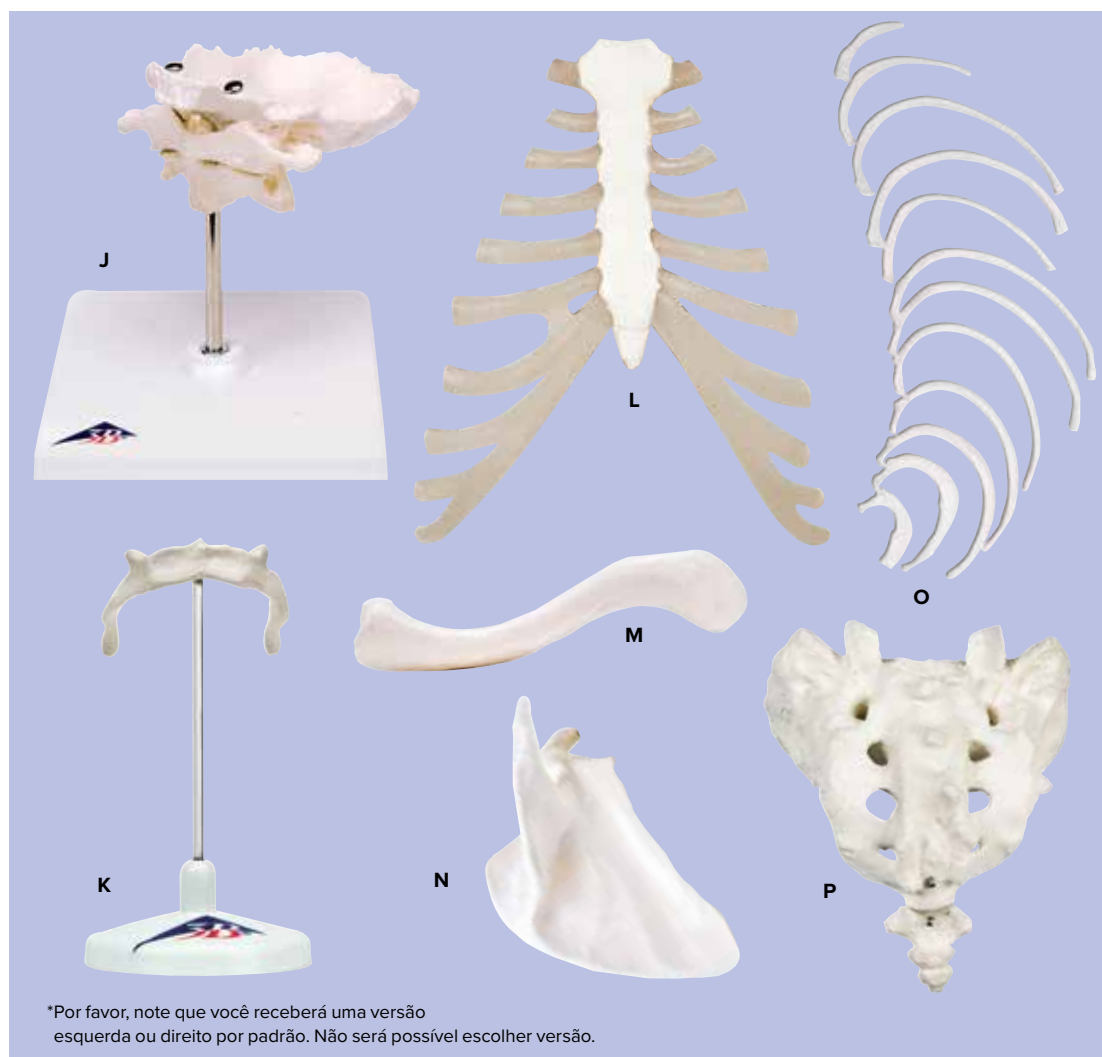 J
L
O
M
K
N
P
*Por favor, note que você receberá uma versão
esquerda ou direito por padrão. Não será possível escolher versão.